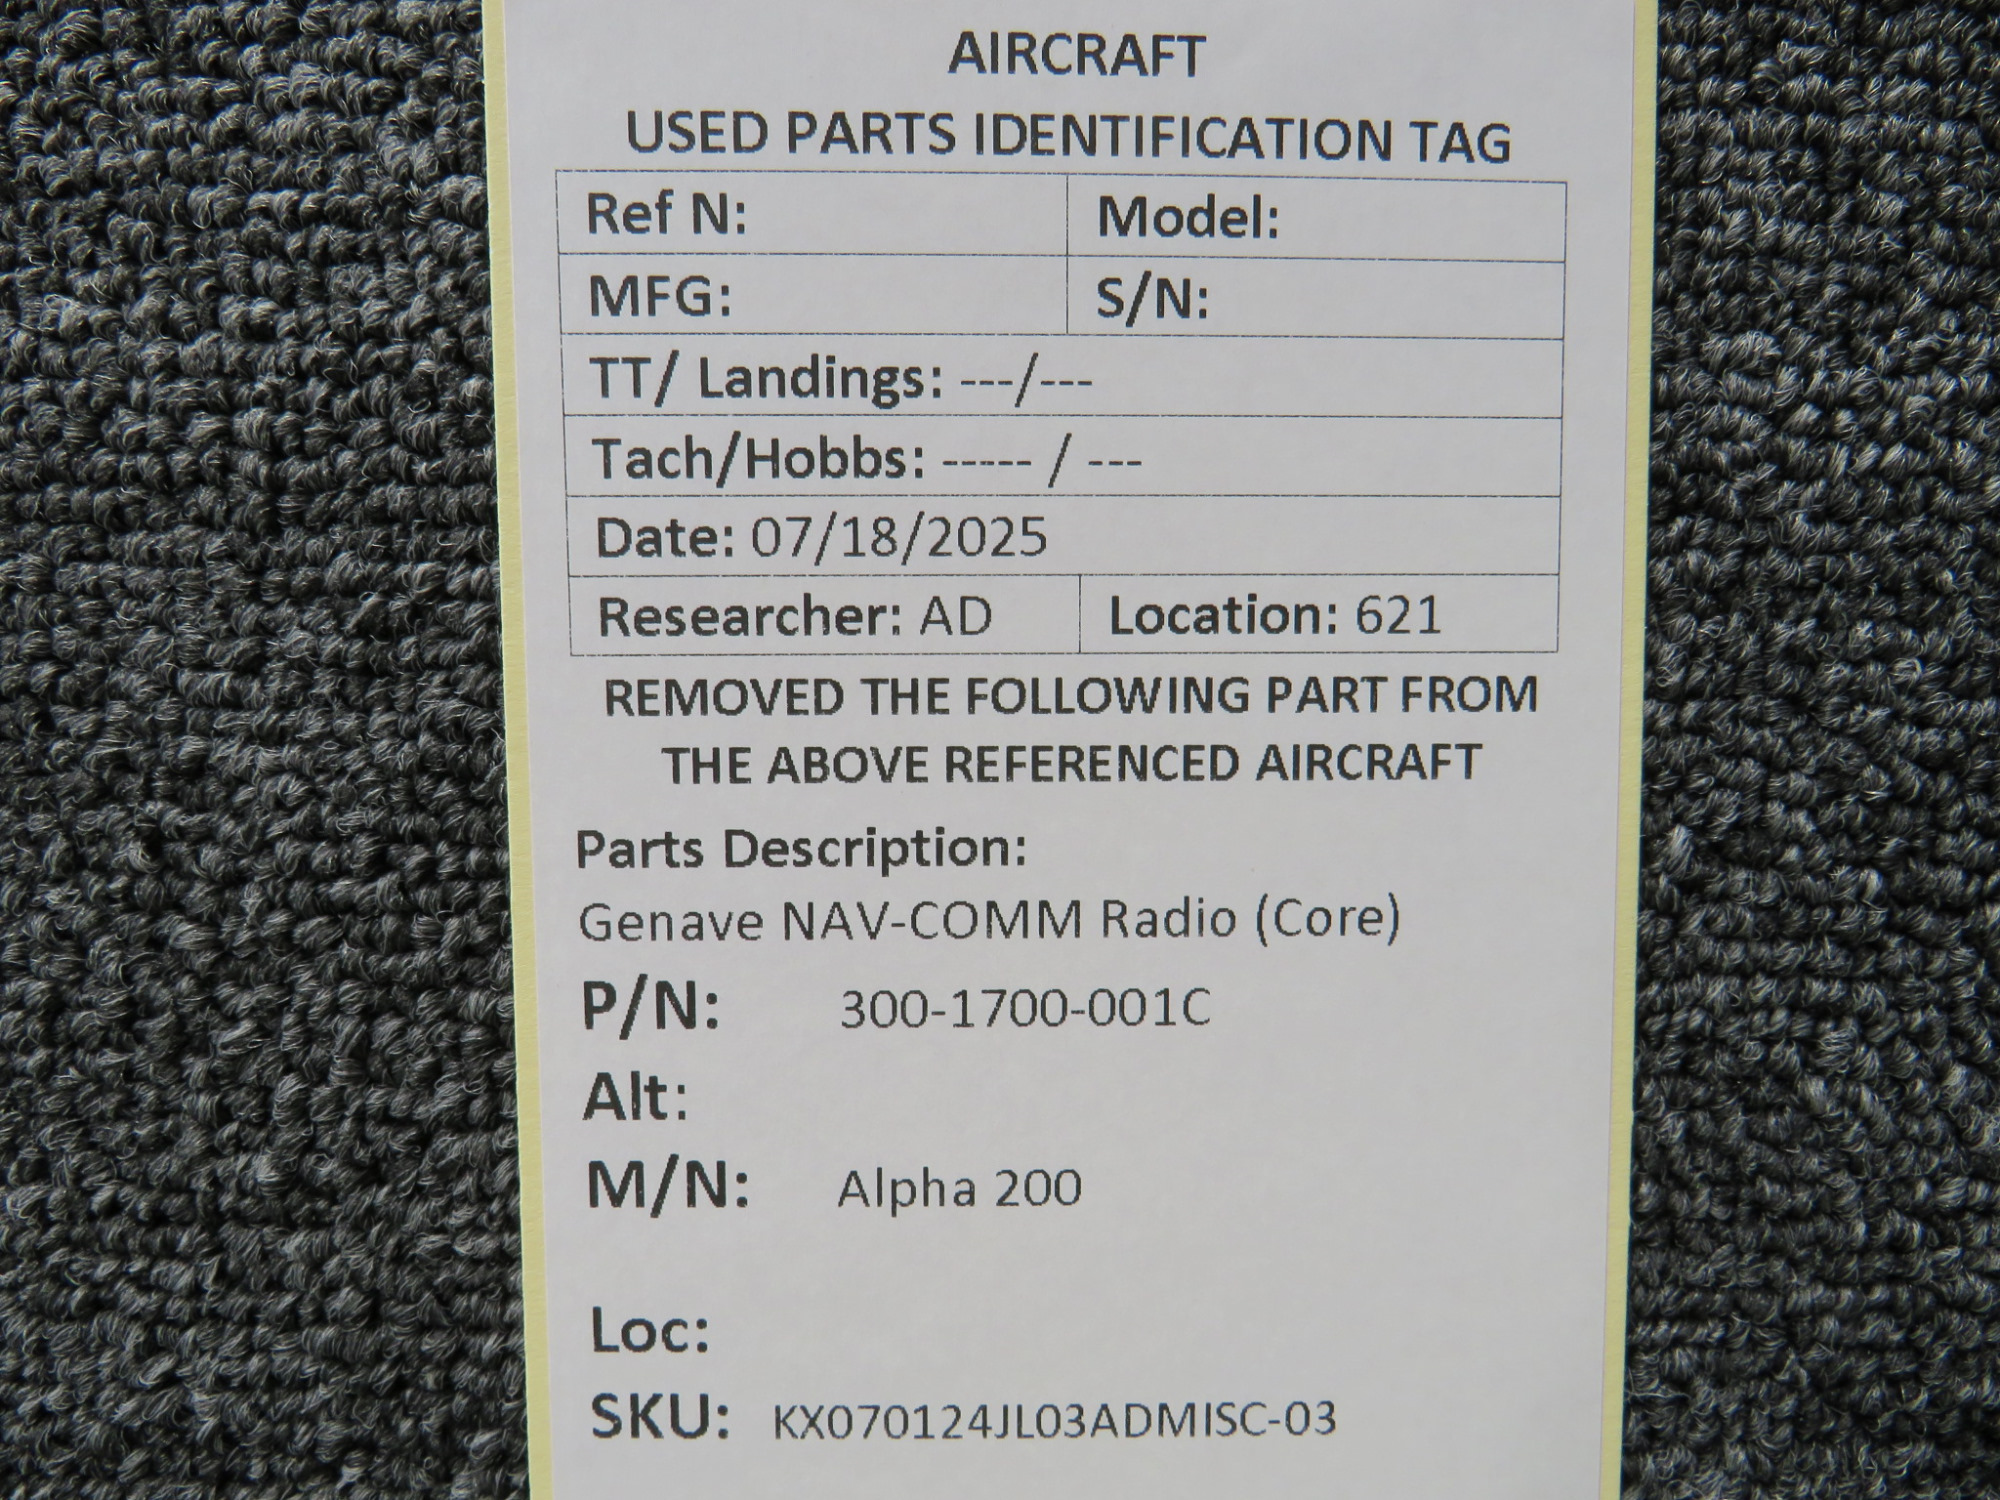 AIRCRAFT
USED PARTS IDENTIFICATION TAG
Ref N: Model:
MFG: S/N:
TT/ Landings: ---/---
Tach/Hobbs: ----- / ---
Date: 07/18/2025
Researcher: AD Location: 621
REMOVED THE FOLLOWING PART FROM
THE ABOVE REFERENCED AIRCRAFT
Parts Description:
Genave NAV-COMM Radio (Core)
P/N: 300-1700-001C
Alt:
M/N: Alpha 200
Loc:
SKU: KX070124JL03ADMISC-03